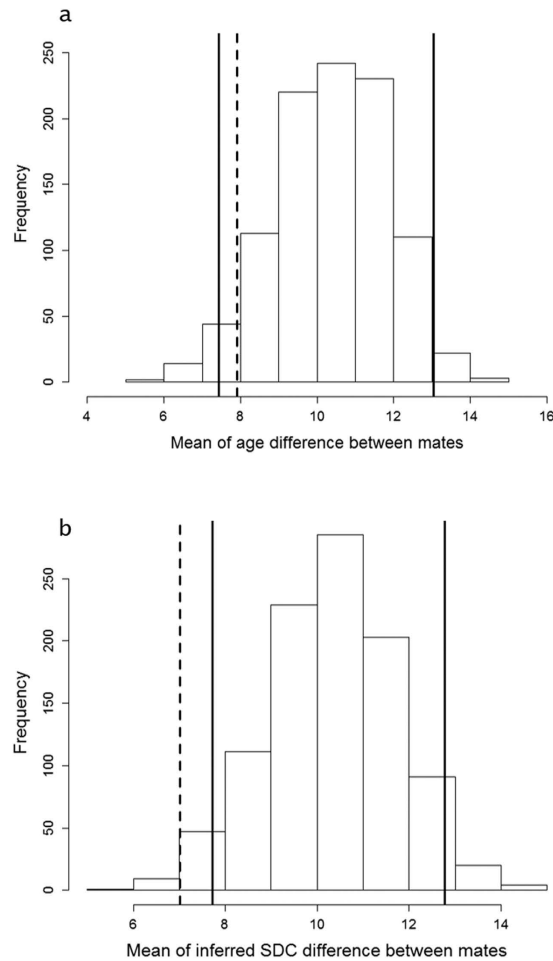 a
250
200
150
100
50
0
Frequency
4 6 8 10 12 14 16
Mean of age difference between mates
b
250
200
150
100
50
0
Frequency
6 8 10 12 14
Mean of inferred SDC difference between mates